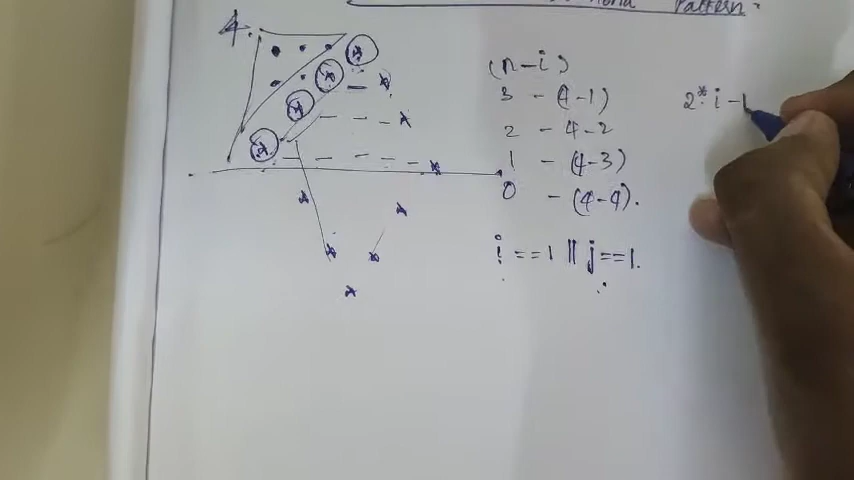 Pattern.
4.
(n-i)
3 - (4-1)
2 - 4-2
1 - (4-3)
0 - (4-4).
i == 1 || j == 1.
2* i - 1